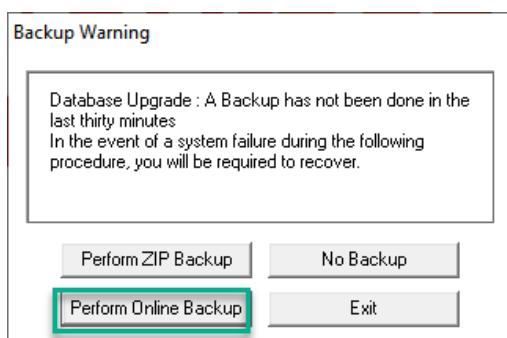 Backup Warning
Database Upgrade : A Backup has not been done in the
last thirty minutes
In the event of a system failure during the following
procedure, you will be required to recover.
Perform ZIP Backup
No Backup
Perform Online Backup
Exit